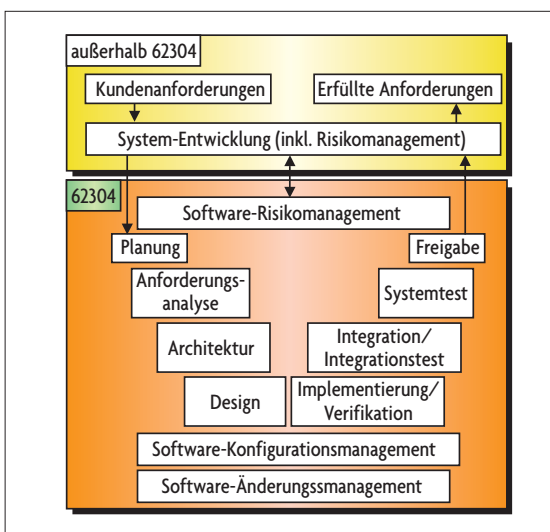 außerhalb 62304
Kundenanforderungen
Erfüllte Anforderungen
System-Entwicklung (inkl. Risikomanagement)
62304
Software-Risikomanagement
Planung
Freigabe
Anforderungs-
analyse
Systemtest
Architektur
Integration/
Integrationstest
Design
Implementierung/
Verifikation
Software-Konfigurationsmanagement
Software-Änderungssmanagement